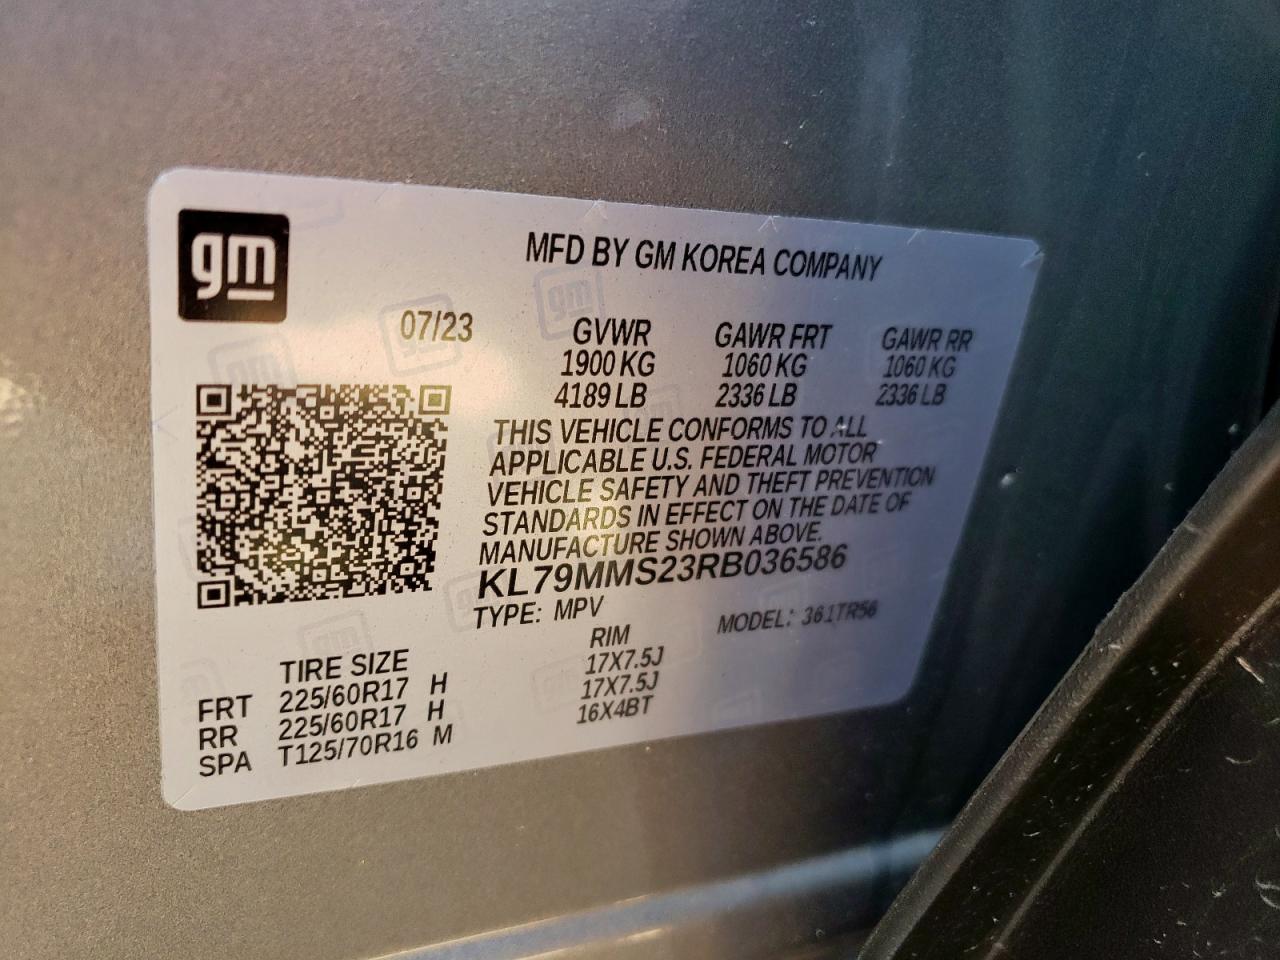 gm
MFD BY GM KOREA COMPANY
07/23 GVWR GAWR FRT GAWR RR
1900 KG 1060 KG 1060 KG
4189 LB 2336 LB 2336 LB
THIS VEHICLE CONFORMS TO ALL
APPLICABLE U.S. FEDERAL MOTOR
VEHICLE SAFETY AND THEFT PREVENTION
STANDARDS IN EFFECT ON THE DATE OF
MANUFACTURE SHOWN ABOVE.
KL79MMS23RB036586
TYPE: MPV MODEL: 361TR56
TIRE SIZE RIM
FRT 225/60R17 H 17X7.5J
RR 225/60R17 H 17X7.5J
SPA T125/70R16 M 16X4BT